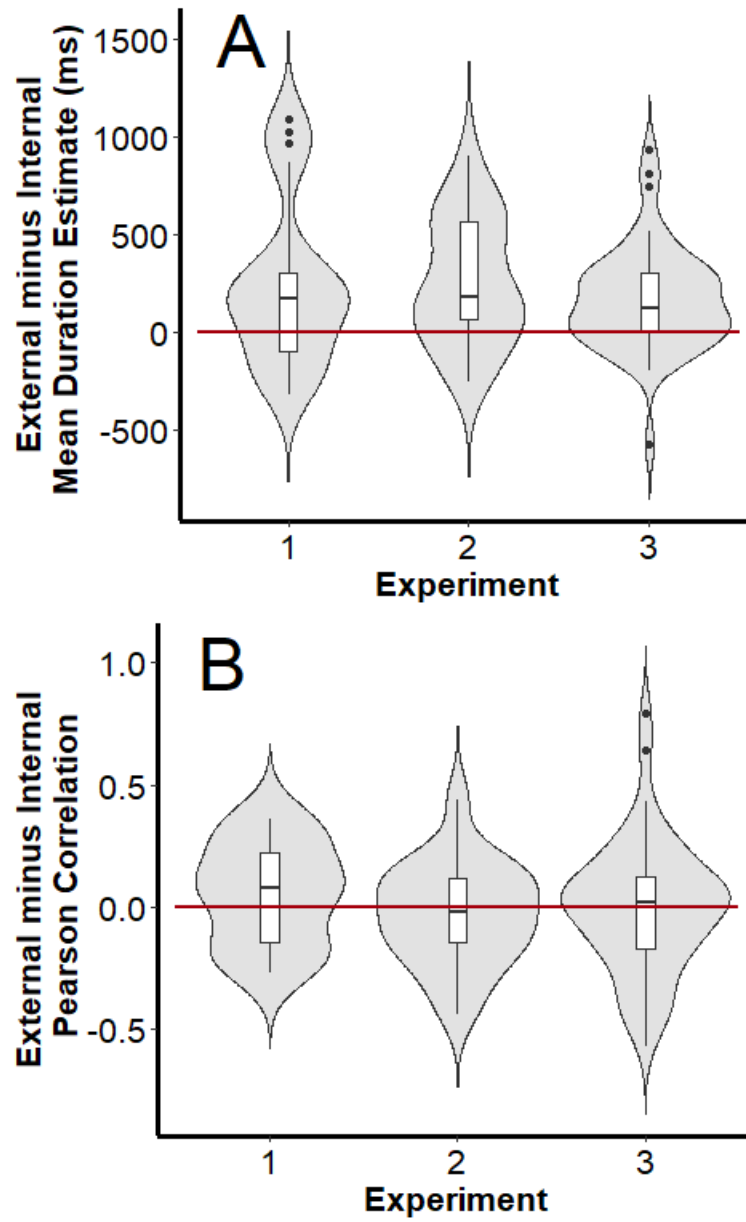 A
External minus Internal
Mean Duration Estimate (ms)
1500
1000
500
0
-500
1 2 3
Experiment
B
External minus Internal
Pearson Correlation
1.0
0.5
0.0
-0.5
1 2 3
Experiment